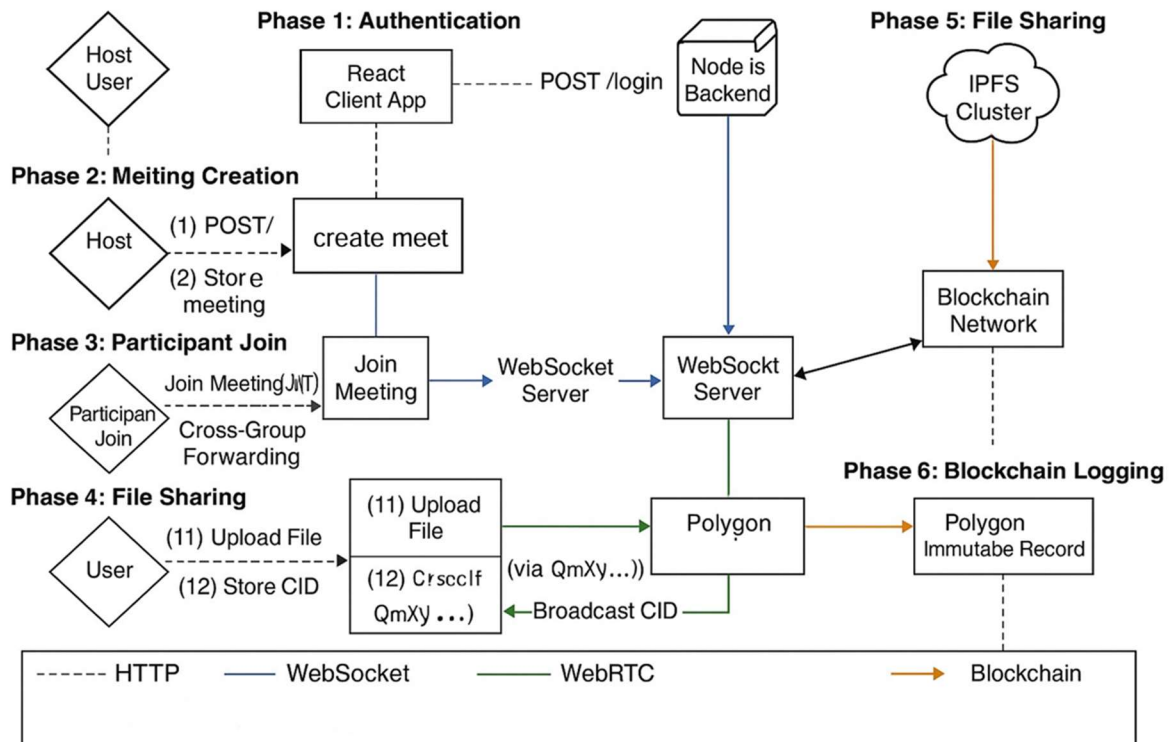 Phase 1: Authentication
Phase 5: File Sharing
Host
User
React
Client App
POST /login
Node is
Backend
IPFS
Cluster
Phase 2: Meiting Creation
Host
(1) POST/
(2) Store
meeting
create meet
Blockchain
Network
Phase 3: Participant Join
Participan
Join
Join Meeting(JWT)
Cross-Group
Forwarding
Join
Meeting
WebSocket
Server
WebSockt
Server
Phase 4: File Sharing
Phase 6: Blockchain Logging
User
(11) Upload File
(12) Store CID
(11) Upload
File
(12)
QmXy...)
(via QmXy...))
Broadcast CID
Polygon
Polygon
Immutabe Record
HTTP
WebSocket
WebRTC
Blockchain